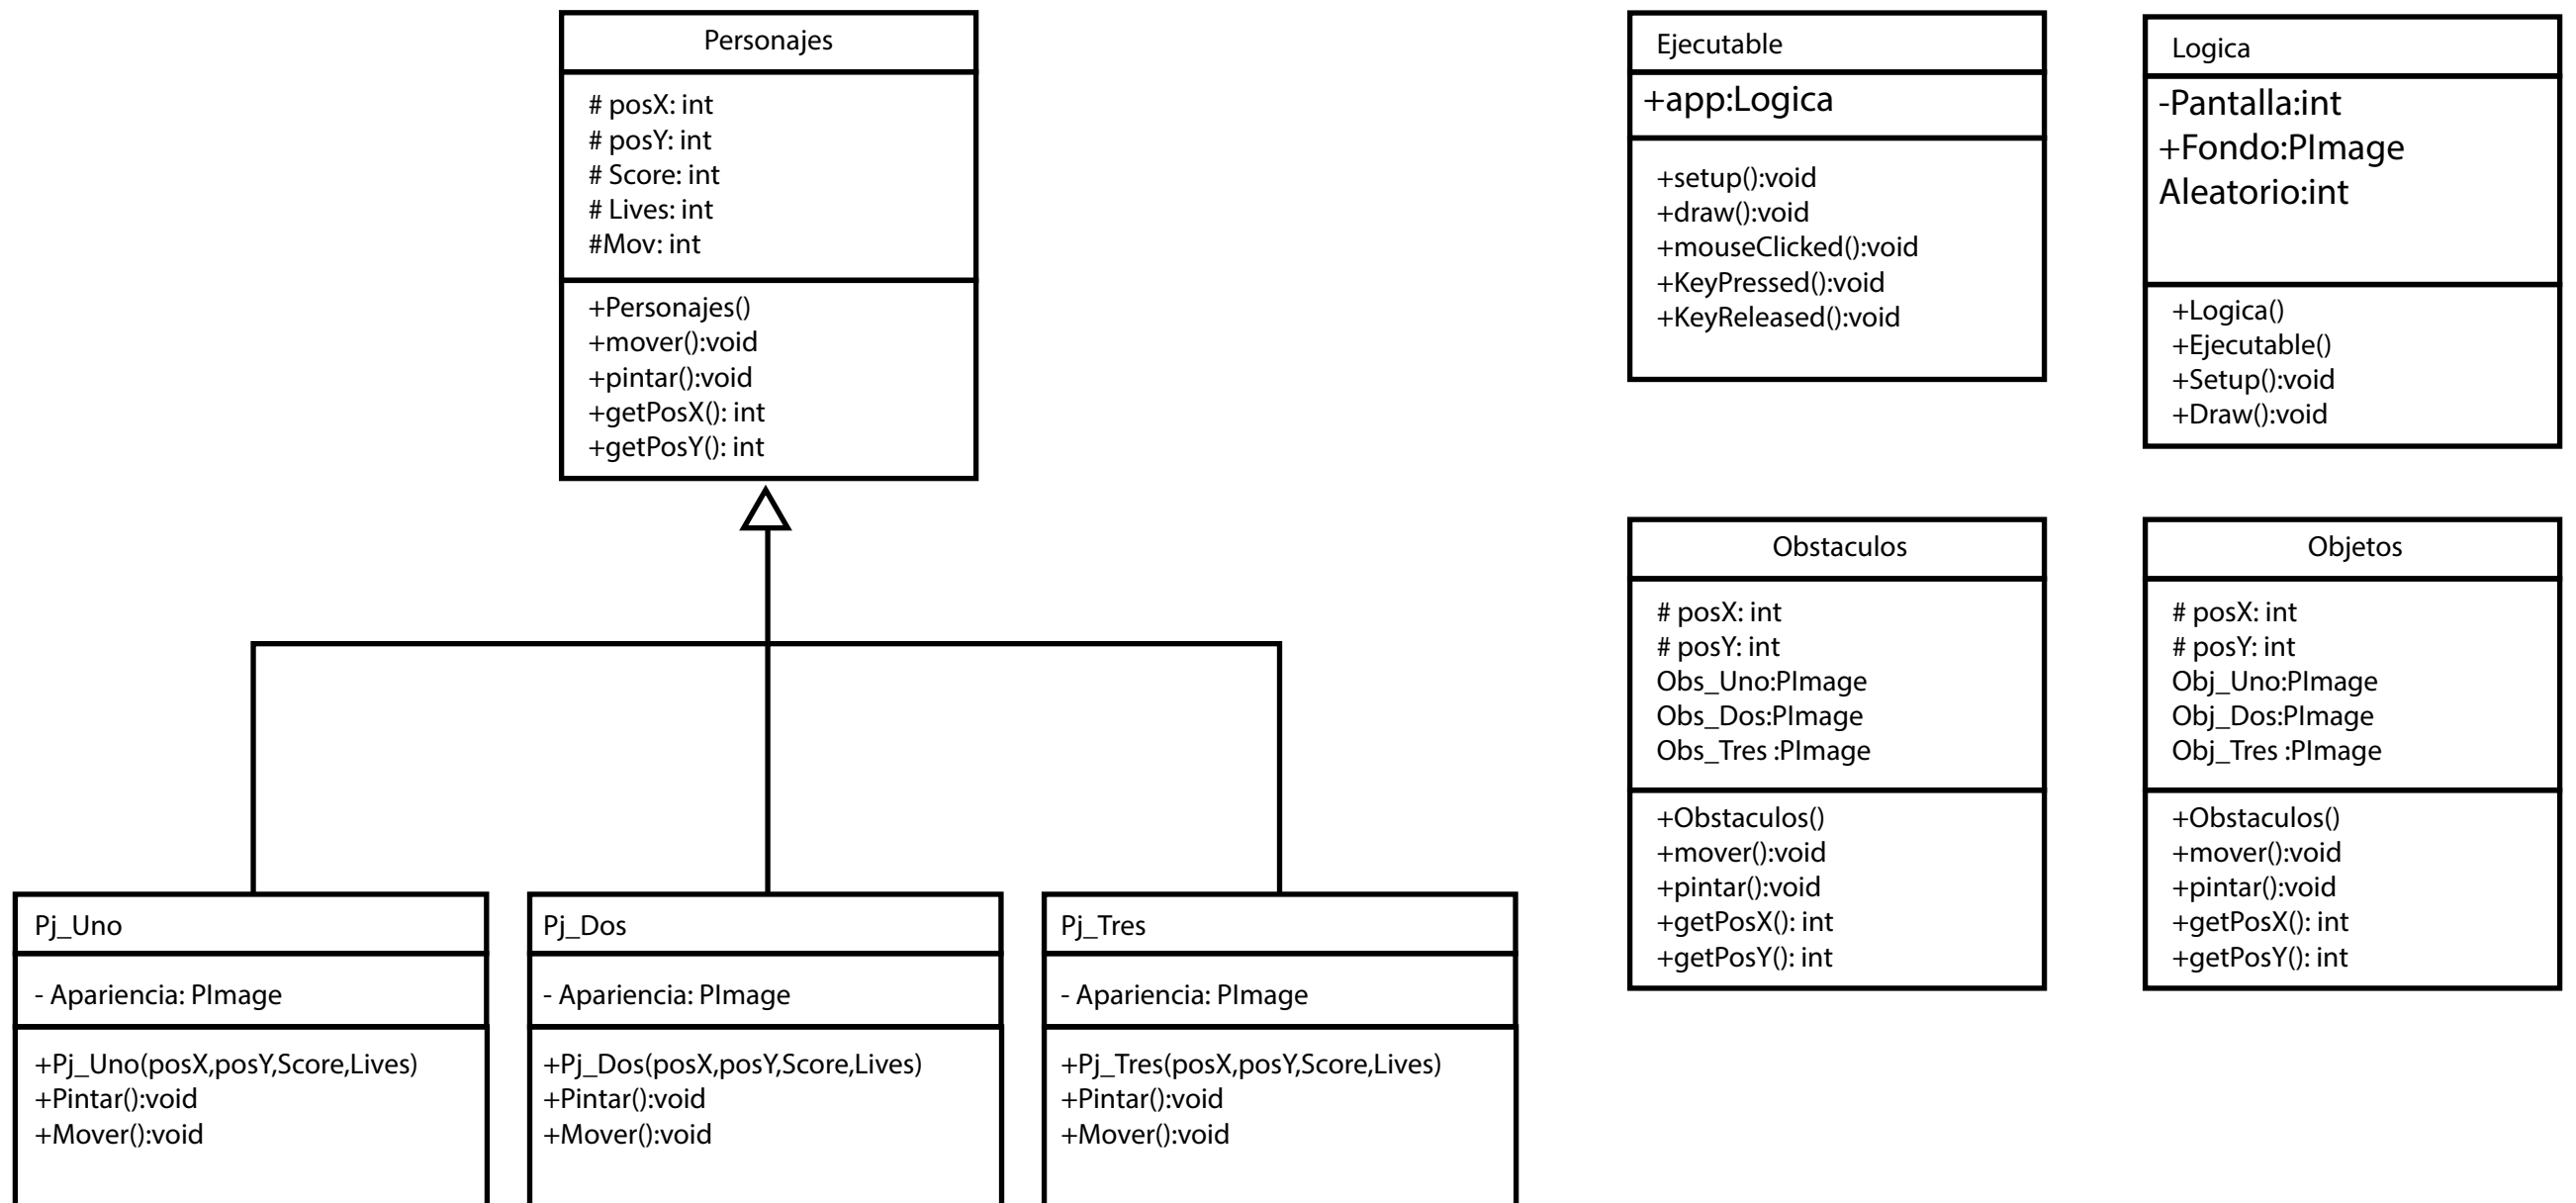 Personajes
# posX: int
# posY: int
# Score: int
# Lives: int
#Mov: int
+Personajes()
+mover():void
+pintar():void
+getPosX(): int
+getPosY(): int
Ejecutable
+app:Logica
+setup():void
+draw():void
+mouseClicked():void
+KeyPressed():void
+KeyReleased():void
Logica
-Pantalla:int
+Fondo:PImage
Aleatorio:int
+Logica()
+Ejecutable()
+Setup():void
+Draw():void
Obstaculos
# posX: int
# posY: int
Obs_Uno:PImage
Obs_Dos:PImage
Obs_Tres :PImage
+Obstaculos()
+mover():void
+pintar():void
+getPosX(): int
+getPosY(): int
Objetos
# posX: int
# posY: int
Obj_Uno:PImage
Obj_Dos:PImage
Obj_Tres :PImage
+Obstaculos()
+mover():void
+pintar():void
+getPosX(): int
+getPosY(): int
Pj_Uno
- Apariencia: PImage
+Pj_Uno(posX,posY,Score,Lives)
+Pintar():void
+Mover():void
Pj_Dos
- Apariencia: PImage
+Pj_Dos(posX,posY,Score,Lives)
+Pintar():void
+Mover():void
Pj_Tres
- Apariencia: PImage
+Pj_Tres(posX,posY,Score,Lives)
+Pintar():void
+Mover():void